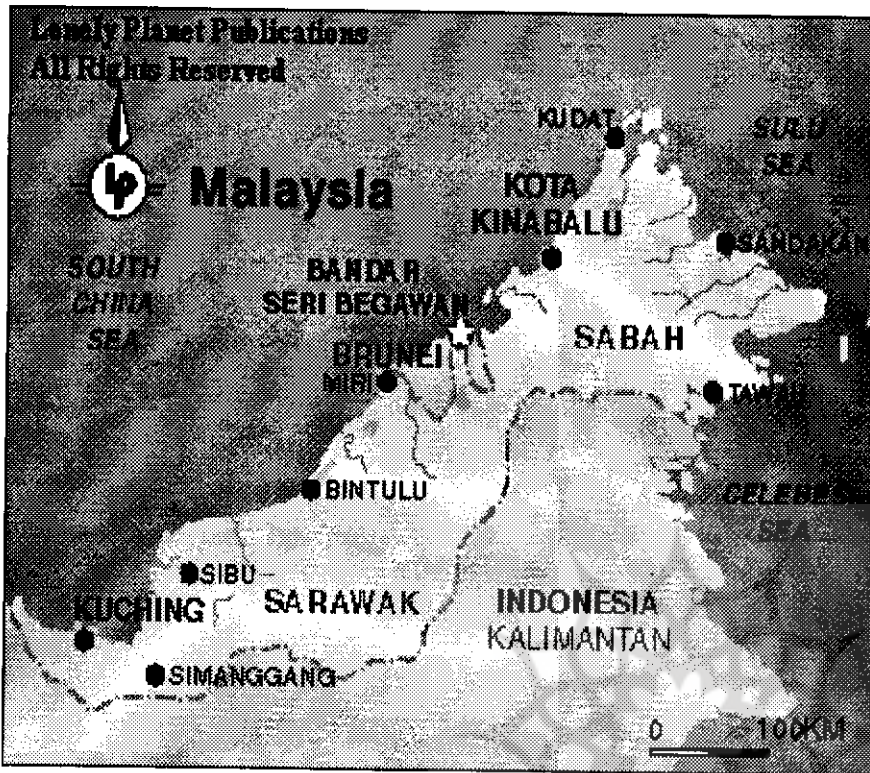 Lonely Planet Publications
All Rights Reserved
LP
Malaysia
KUDAT
SULU
SEA
KOTA
KINABALU
SANDAKAN
SOUTH
CHINA
SEA
BANDAR
SERI BEGAWAN
SABAH
BRUNEI
MIRI
TAWAU
BINTULU
CELEBES
SEA
SIBU
KUCHING
SARAWAK
INDONESIA
KALIMANTAN
SIMANGGANG
0 100KM